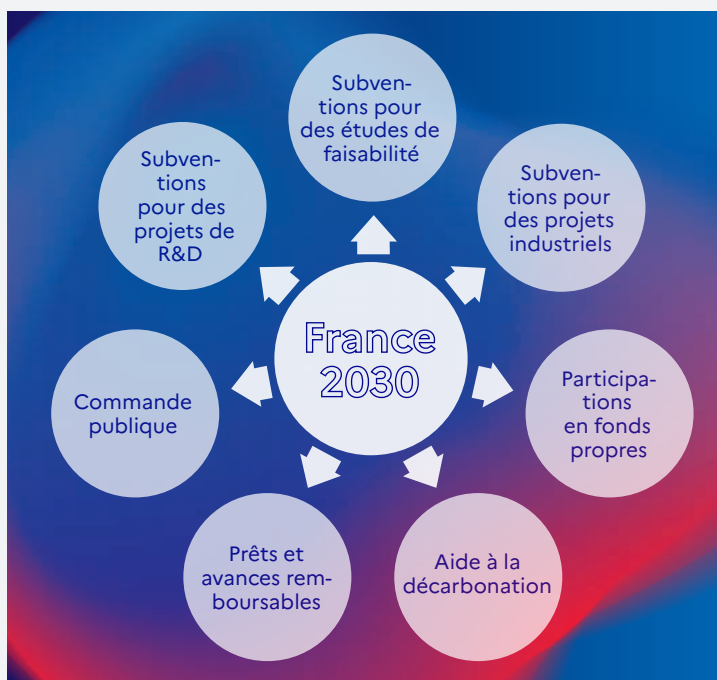 Subven-
tions pour
des études de
faisabilité
Subven-
tions pour
des projets
industriels
Participa-
tions
en fonds
propres
Aide à la
décarbonation
Prêts et
avances rem-
boursables
Commande
publique
Subven-
tions
pour des
projets de
R&D
France
2030